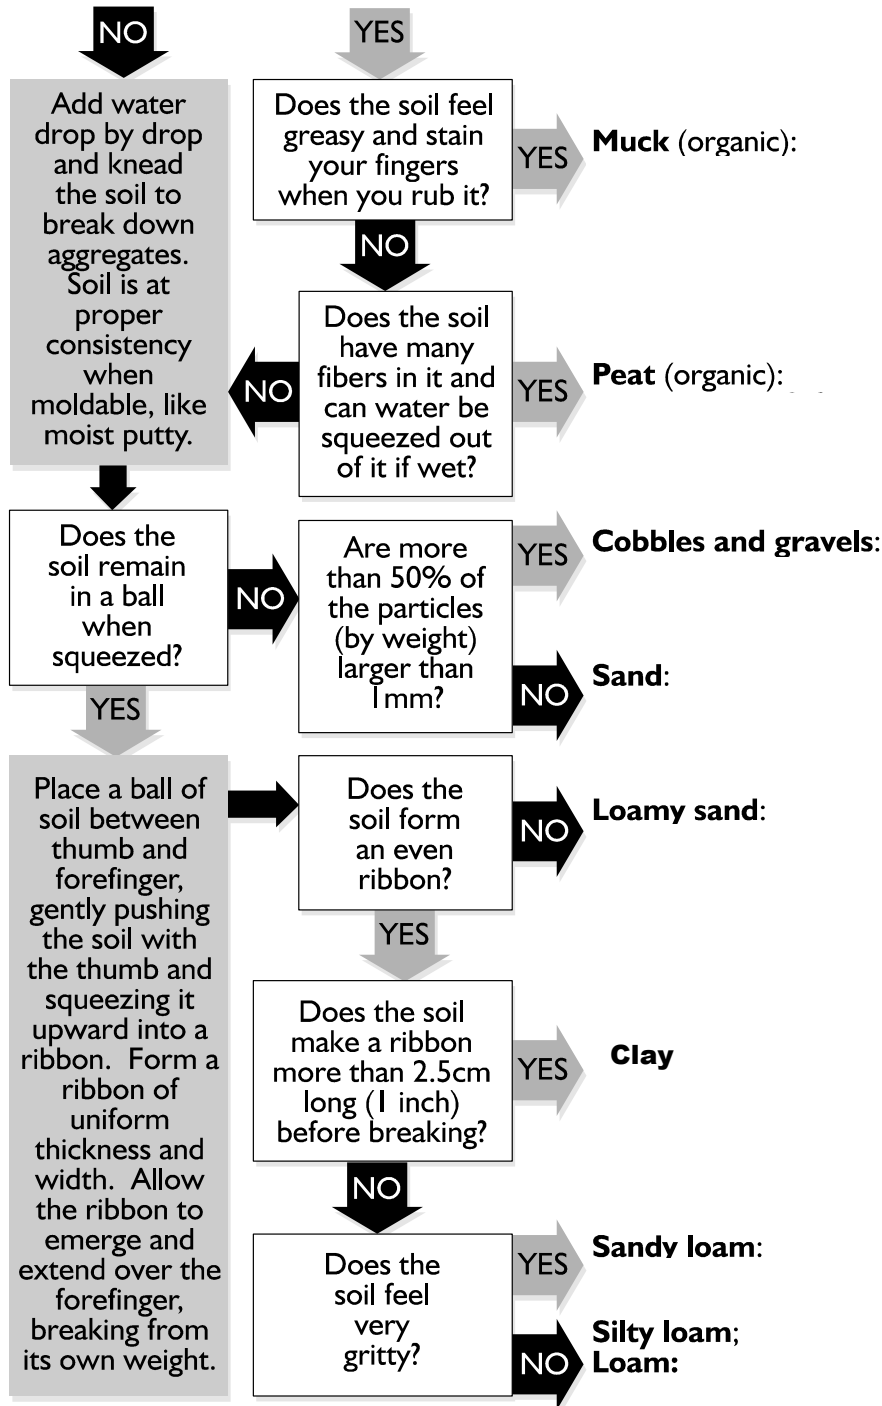 NO
Add water
drop by drop
and knead
the soil to
break down
aggregates.
Soil is at
proper
consistency
when
moldable, like
moist putty.
YES
Does the soil feel
greasy and stain
your fingers
when you rub it?
YES
Muck (organic):
NO
Does the soil
have many
fibers in it and
can water be
squeezed out
of it if wet?
NO
YES
Peat (organic):
Does the
soil remain
in a ball
when
squeezed?
NO
Are more
than 50% of
the particles
(by weight)
larger than
1mm?
YES
Cobbles and gravels:
NO
Sand:
YES
Place a ball of
soil between
thumb and
forefinger,
gently pushing
the soil with
the thumb and
squeezing it
upward into a
ribbon. Form a
ribbon of
uniform
thickness and
width. Allow
the ribbon to
emerge and
extend over the
forefinger,
breaking from
its own weight.
Does the
soil form
an even
ribbon?
NO
Loamy sand:
YES
Does the soil
make a ribbon
more than 2.5cm
long (1 inch)
before breaking?
YES
Clay
NO
Does the
soil feel
very
gritty?
YES
Sandy loam:
NO
Silty loam;
Loam: